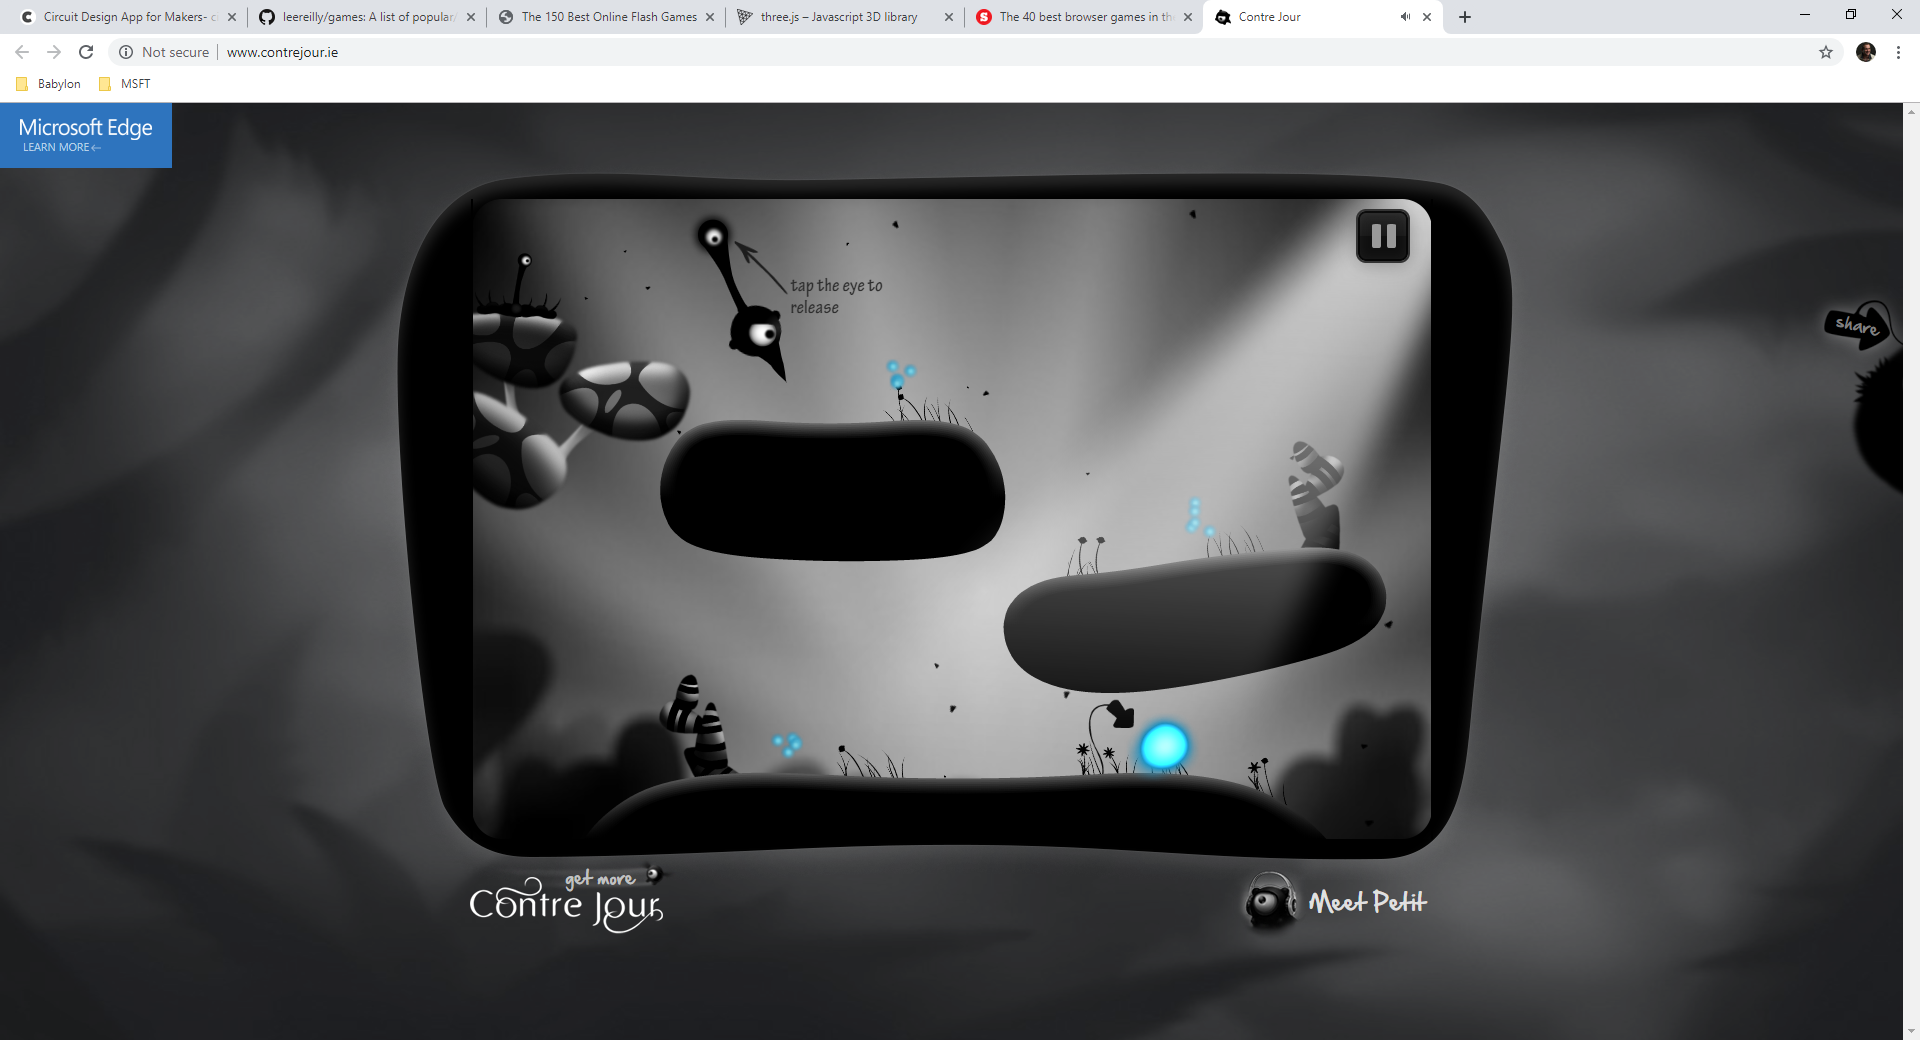 Circuit Design App for Makers- ci
leereilly/games: A list of popular/
The 150 Best Online Flash Games
three.js – Javascript 3D library
The 40 best browser games in th
Contre Jour
Not secure
www.contrejour.ie
Babylon
MSFT
Microsoft Edge
LEARN MORE
tap the eye to
release
share
get more
Contre Jour
Meet Petit